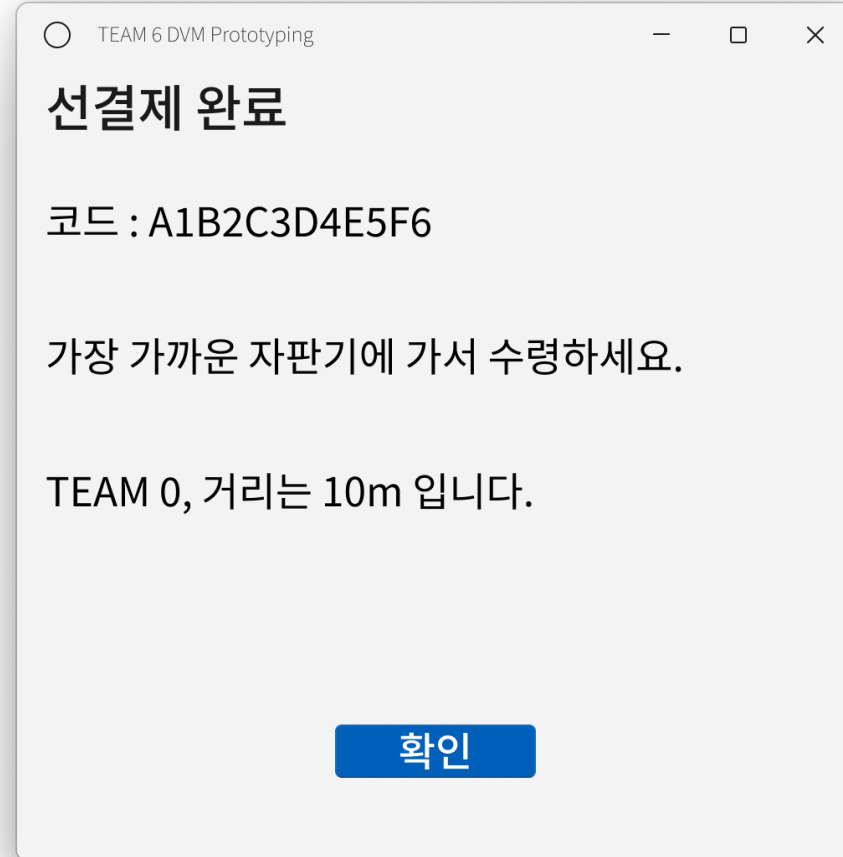 TEAM 6 DVM Prototyping
선결제 완료
코드 : A1B2C3D4E5F6
가장 가까운 자판기에 가서 수령하세요.
TEAM 0, 거리는 10m 입니다.
확인